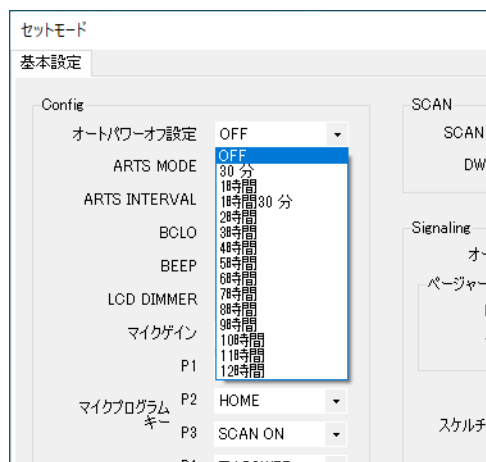 セットモード
基本設定
Config
オートパワーオフ設定 OFF
OFF
30 分
1時間
1時間30 分
2時間
3時間
4時間
5時間
6時間
7時間
8時間
9時間
10時間
11時間
12時間
ARTS MODE
ARTS INTERVAL
BCLO
BEEP
LCD DIMMER
マイクゲイン
P1
マイクプログラムキー
P2 HOME
P3 SCAN ON
SCAN
SCAN
DW
Signaling
オー
ページャー
スケルチ